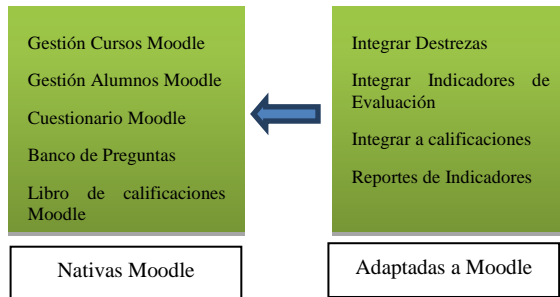 Gestión Cursos Moodle
Gestión Alumnos Moodle
Cuestionario Moodle
Banco de Preguntas
Libro de calificaciones
Moodle
Nativas Moodle
Integrar Destrezas
Integrar Indicadores de
Evaluación
Integrar a calificaciones
Reportes de Indicadores
Adaptadas a Moodle